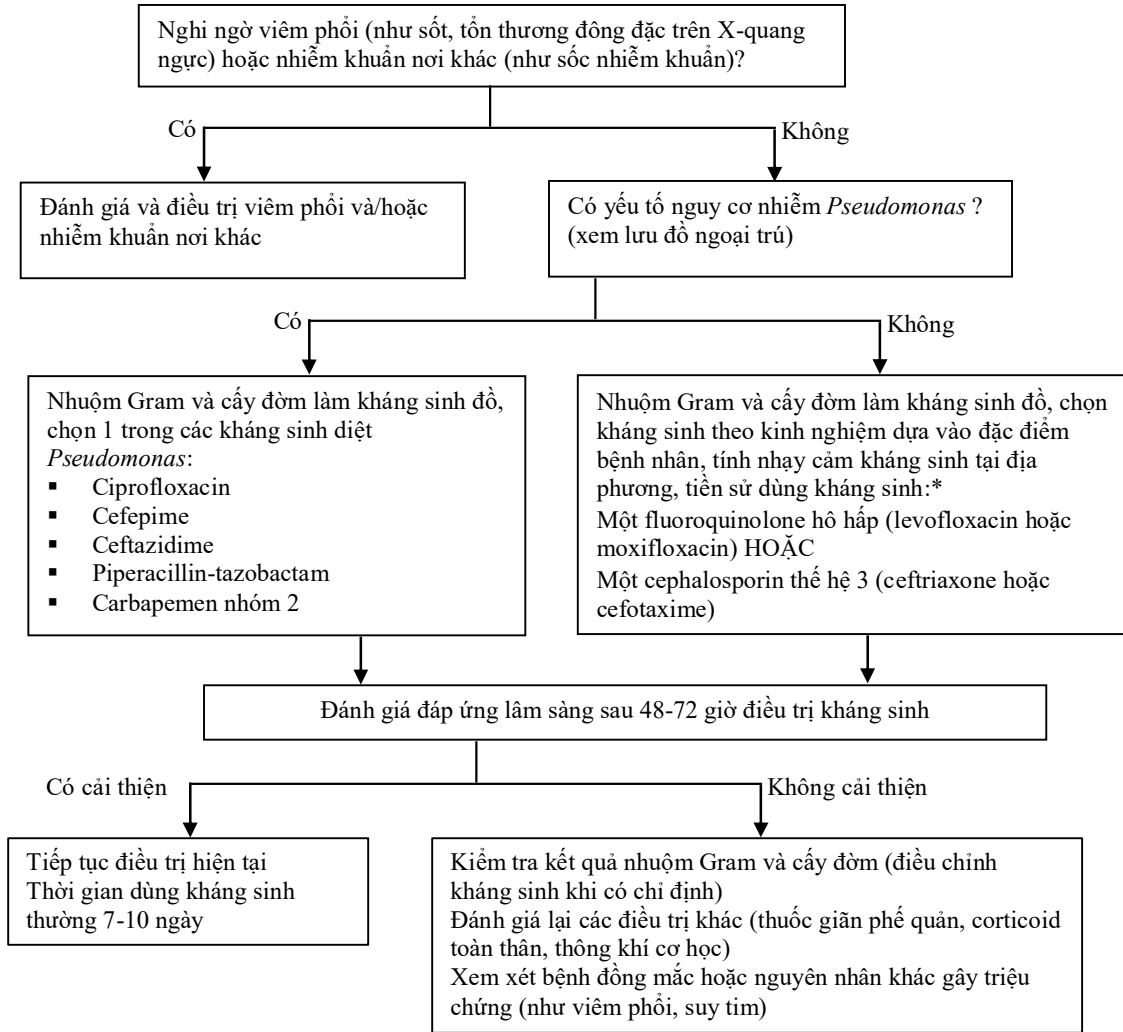 Nghi ngờ viêm phổi (như sốt, tổn thương đông đặc trên X-quang
ngực) hoặc nhiễm khuẩn nơi khác (như sốc nhiễm khuẩn)?
Có
Không
Đánh giá và điều trị viêm phổi và/hoặc
nhiễm khuẩn nơi khác
Có yếu tố nguy cơ nhiễm Pseudomonas ?
(xem lưu đồ ngoại trú)
Có
Không
Nhuộm Gram và cấy đờm làm kháng sinh đồ,
chọn 1 trong các kháng sinh diệt
Pseudomonas:
▪ Ciprofloxacin
▪ Cefepime
▪ Ceftazidime
▪ Piperacillin-tazobactam
▪ Carbapemen nhóm 2
Nhuộm Gram và cấy đờm làm kháng sinh đồ, chọn
kháng sinh theo kinh nghiệm dựa vào đặc điểm
bệnh nhân, tính nhạy cảm kháng sinh tại địa
phương, tiền sử dùng kháng sinh:*
Một fluoroquinolone hô hấp (levofloxacin hoặc
moxifloxacin) HOẶC
Một cephalosporin thế hệ 3 (ceftriaxone hoặc
cefotaxime)
Đánh giá đáp ứng lâm sàng sau 48-72 giờ điều trị kháng sinh
Có cải thiện
Không cải thiện
Tiếp tục điều trị hiện tại
Thời gian dùng kháng sinh
thường 7-10 ngày
Kiểm tra kết quả nhuộm Gram và cấy đờm (điều chỉnh
kháng sinh khi có chỉ định)
Đánh giá lại các điều trị khác (thuốc giãn phế quản, corticoid
toàn thân, thông khí cơ học)
Xem xét bệnh đồng mắc hoặc nguyên nhân khác gây triệu
chứng (như viêm phổi, suy tim)